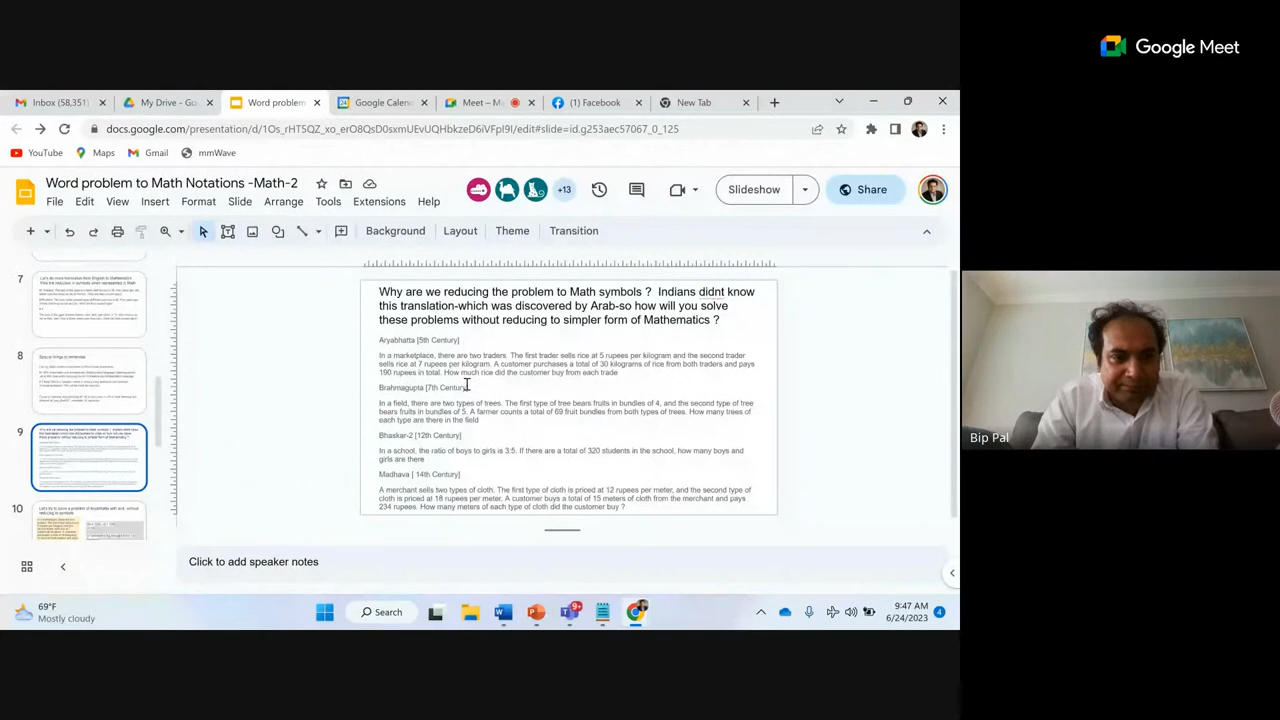 Google Meet
Inbox (58,351)
My Drive - Go
Word problem
Google Calen
Meet – M
(1) Facebook
New Tab
docs.google.com/presentation/d/1Os_rHT5QZ_xo_erO8QsD0sxmUEvUQHbkzeD6iVFpl9I/edit#slide=id.g253aec57067_0_125
YouTube
Maps
Gmail
mmWave
Word problem to Math Notations -Math-2
+13
Slideshow
Share
File Edit View Insert Format Slide Arrange Tools Extensions Help
Background
Layout
Theme
Transition
7
8
9
10
Why are we reducing the problem to Math symbols ? Indians didnt know
this translation-which was discovered by Arab-so how will you solve
these problems without reducing to simpler form of Mathematics ?
Aryabhatta [5th Century]
In a marketplace, there are two traders. The first trader sells rice at 5 rupees per kilogram and the second trader
sells rice at 7 rupees per kilogram. A customer purchases a total of 30 kilograms of rice from both traders and pays
190 rupees in total. How much rice did the customer buy from each trade
Brahmagupta [7th Century]
In a field, there are two types of trees. The first type of tree bears fruits in bundles of 4, and the second type of tree
bears fruits in bundles of 5. A farmer counts a total of 69 fruit bundles from both types of trees. How many trees of
each type are there in the field
Bhaskar-2 [12th Century]
In a school, the ratio of boys to girls is 3:5. If there are a total of 320 students in the school, how many boys and
girls are there
Madhava [ 14th Century]
A merchant sells two types of cloth. The first type of cloth is priced at 12 rupees per meter, and the second type of
cloth is priced at 18 rupees per meter. A customer buys a total of 15 meters of cloth from the merchant and pays
234 rupees. How many meters of each type of cloth did the customer buy ?
Click to add speaker notes
Bip Pal
69°F
Mostly cloudy
Search
9+
9:47 AM
6/24/2023
4